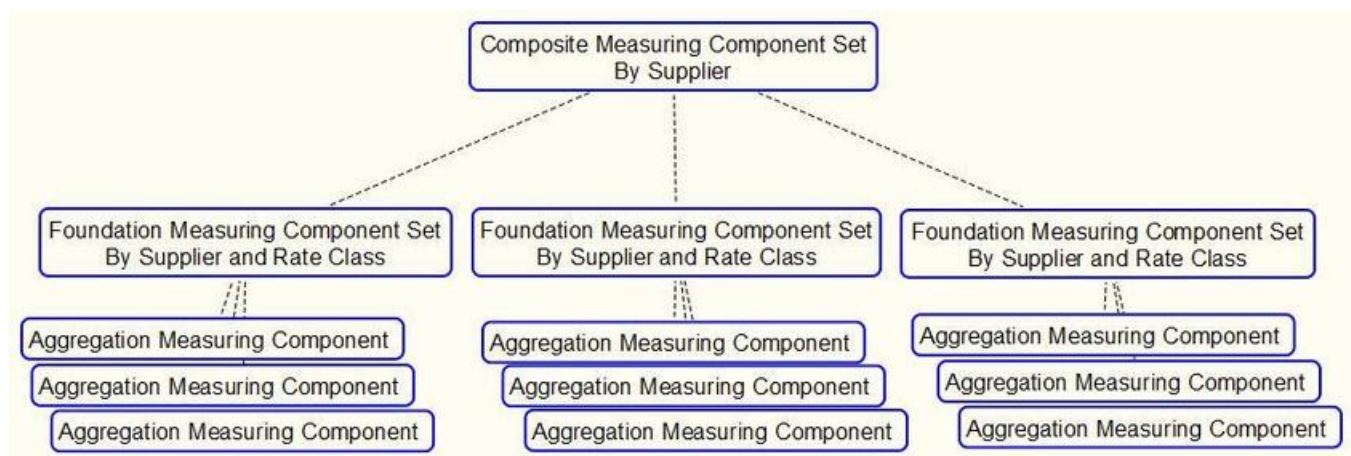 Composite Measuring Component Set
By Supplier
Foundation Measuring Component Set
By Supplier and Rate Class
Foundation Measuring Component Set
By Supplier and Rate Class
Foundation Measuring Component Set
By Supplier and Rate Class
Aggregation Measuring Component
Aggregation Measuring Component
Aggregation Measuring Component
Aggregation Measuring Component
Aggregation Measuring Component
Aggregation Measuring Component
Aggregation Measuring Component
Aggregation Measuring Component
Aggregation Measuring Component